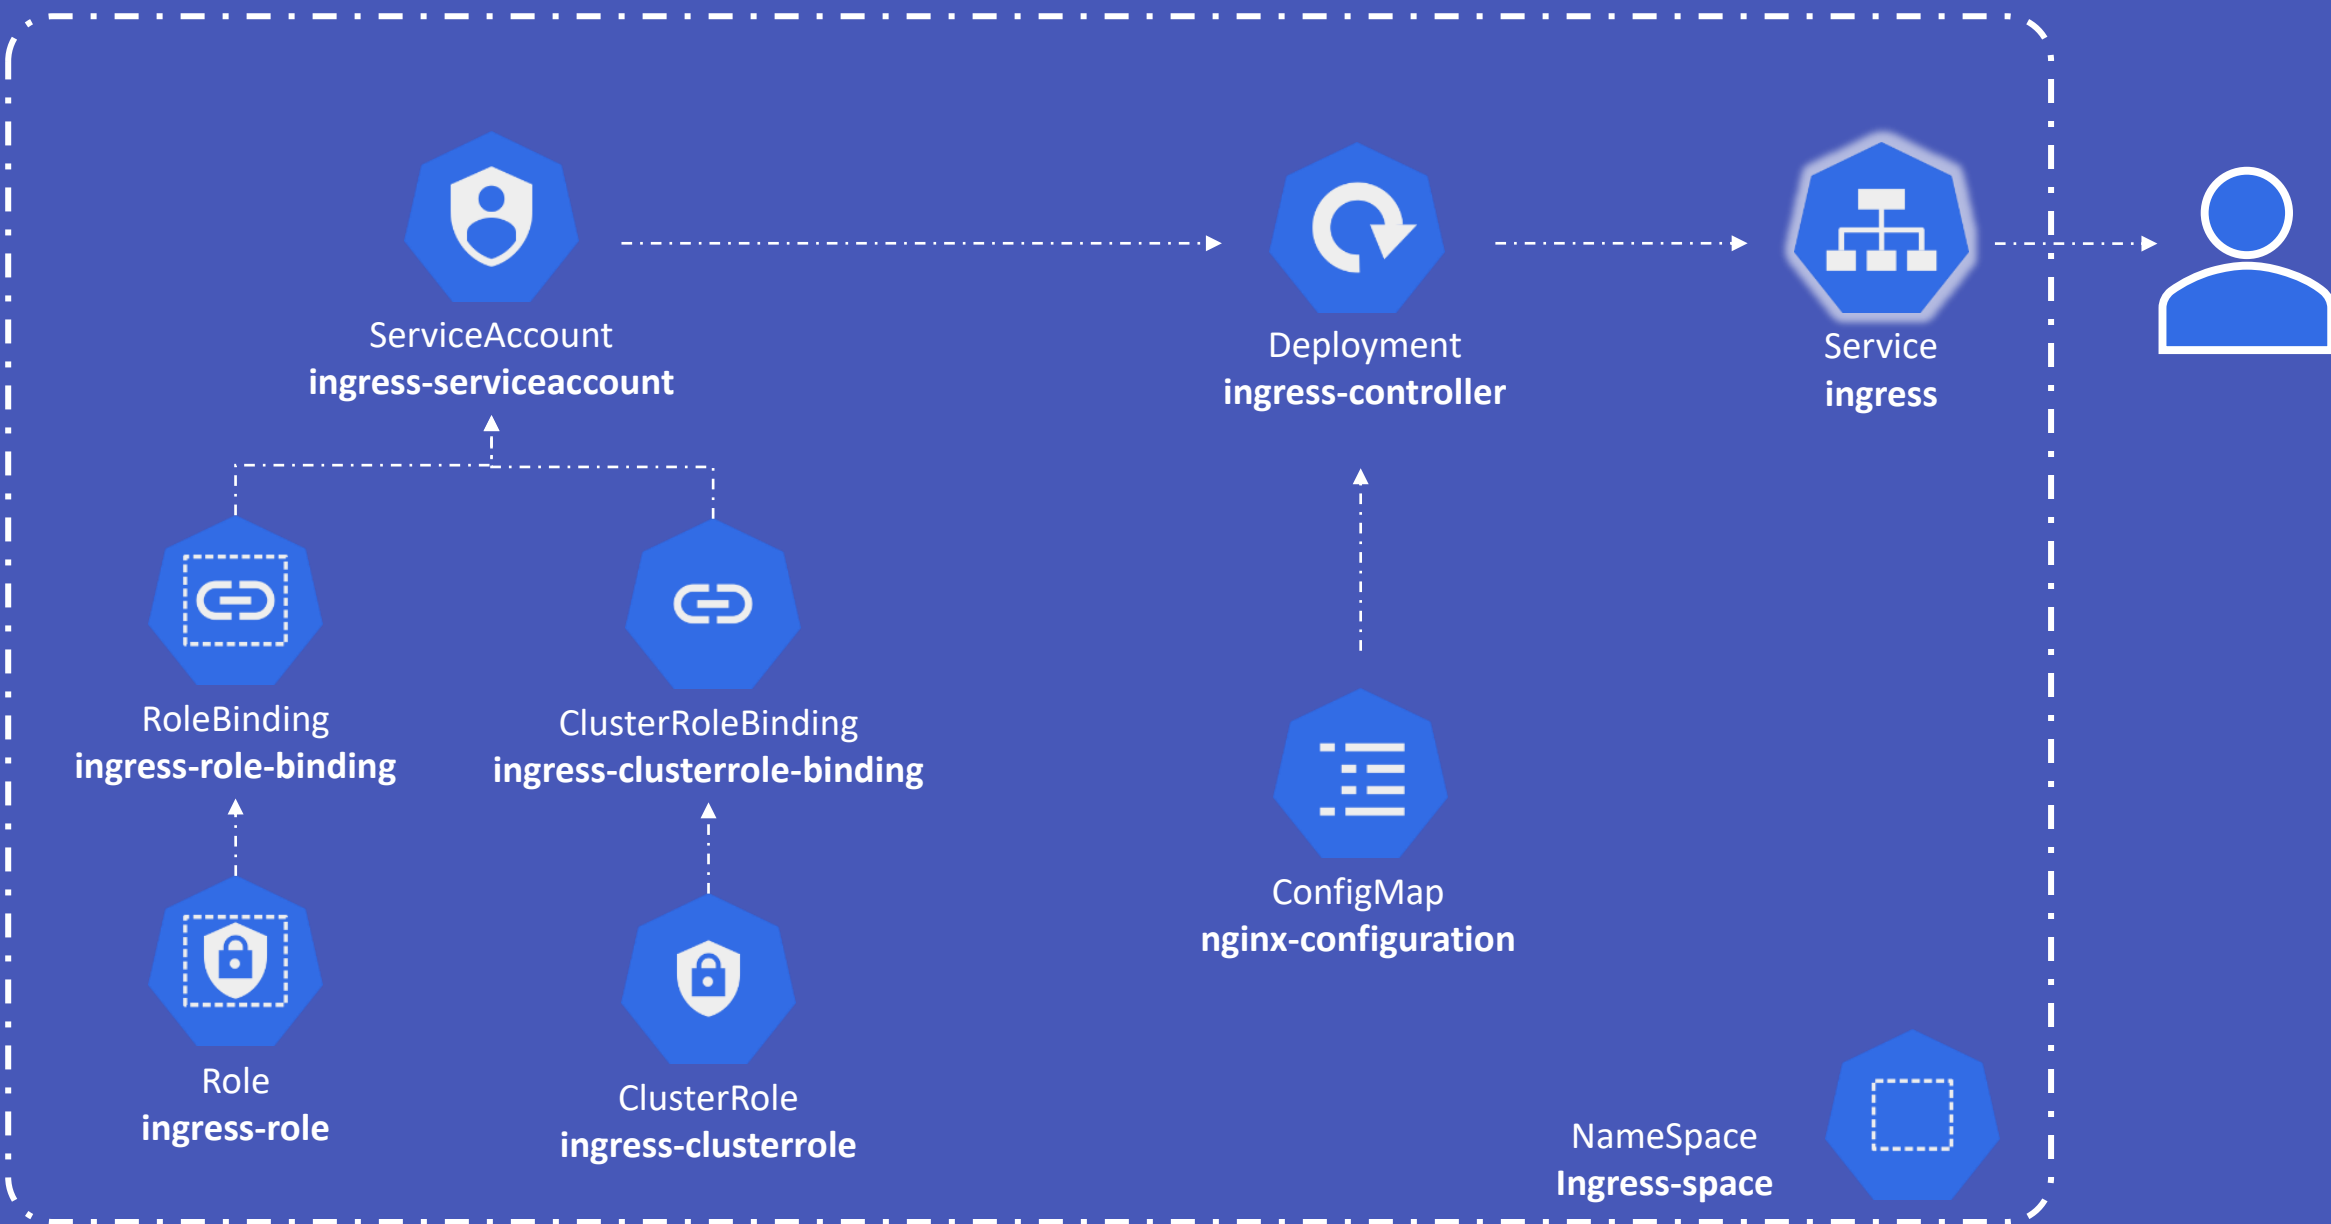 ServiceAccount
ingress-serviceaccount
Deployment
ingress-controller
Service
ingress
RoleBinding
ingress-role-binding
ClusterRoleBinding
ingress-clusterrole-binding
ConfigMap
nginx-configuration
Role
ingress-role
ClusterRole
ingress-clusterrole
NameSpace
Ingress-space